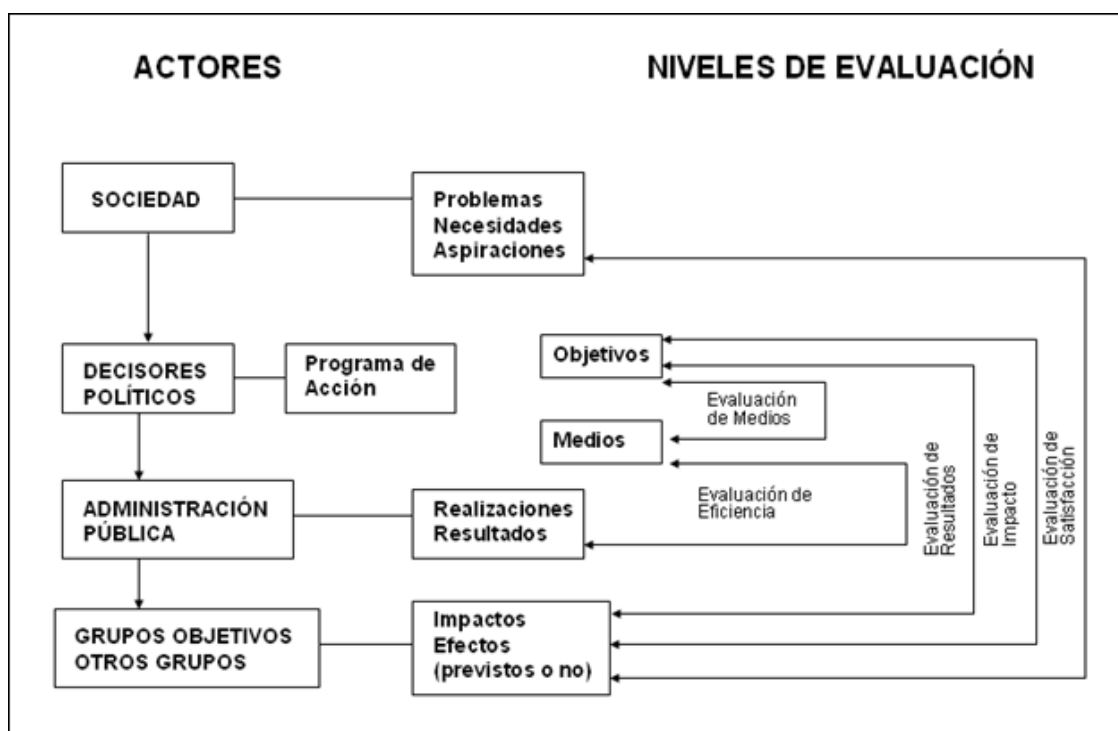 ACTORES
NIVELES DE EVALUACIÓN
SOCIEDAD
Problemas
Necesidades
Aspiraciones
DECISORES
POLÍTICOS
Programa de
Acción
Objetivos
Evaluación
de Medios
Medios
ADMINISTRACIÓN
PÚBLICA
Realizaciones
Resultados
Evaluación de
Eficiencia
Evaluación de
Resultados
Evaluación de
Impacto
Evaluación de
Satisfacción
GRUPOS OBJETIVOS
OTROS GRUPOS
Impactos
Efectos
(previstos o no)